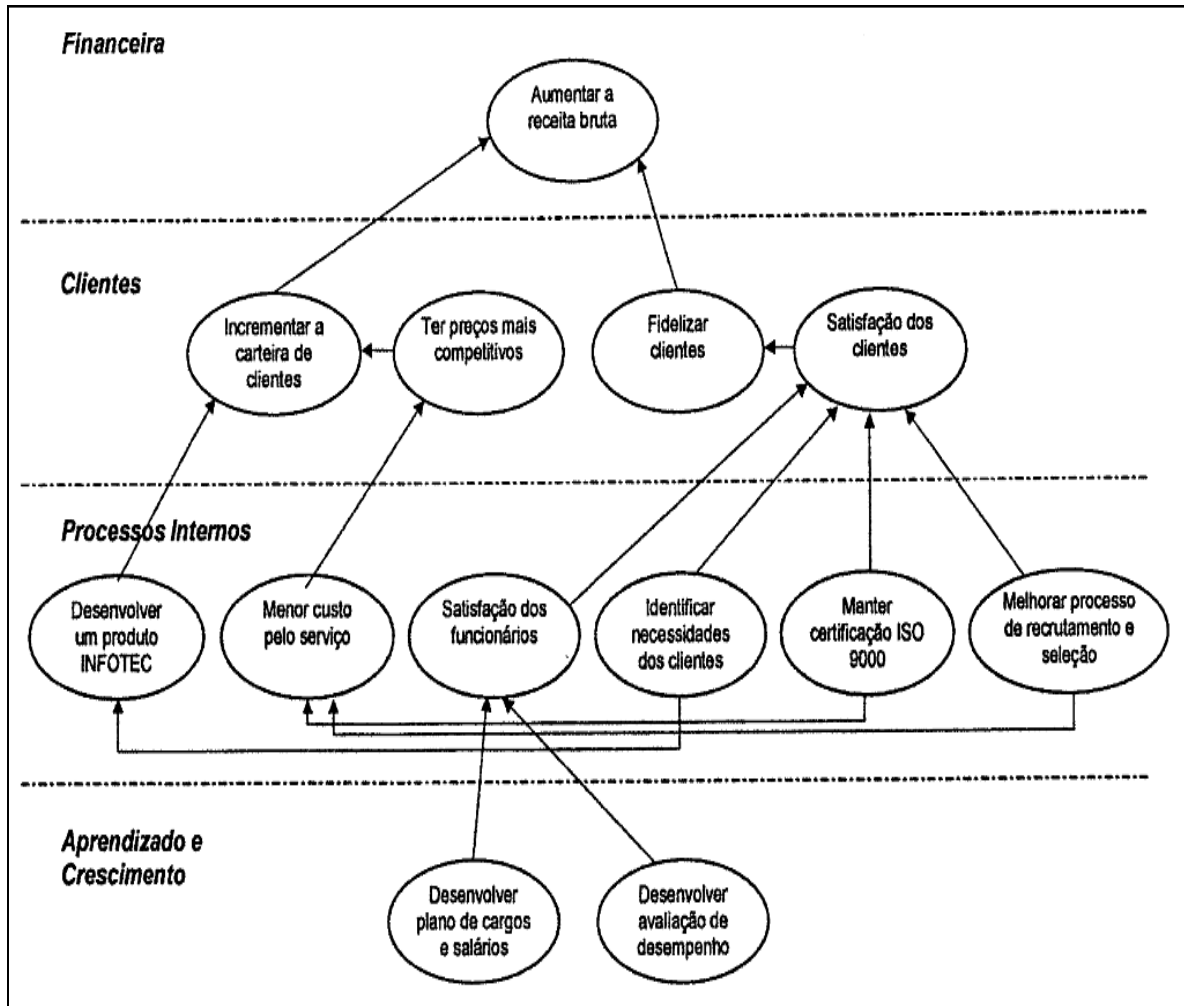 Financeira
Aumentar a
receita bruta
Clientes
Incrementar a
carteira de
clientes
Ter preços mais
competitivos
Fidelizar
clientes
Satisfação dos
clientes
Processos Internos
Desenvolver
um produto
INFOTEC
Menor custo
pelo serviço
Satisfação dos
funcionários
Identificar
necessidades
dos clientes
Manter
certificação ISO
9000
Melhorar processo
de recrutamento e
seleção
Aprendizado e
Crescimento
Desenvolver
plano de cargos
e salários
Desenvolver
avaliação de
desempenho